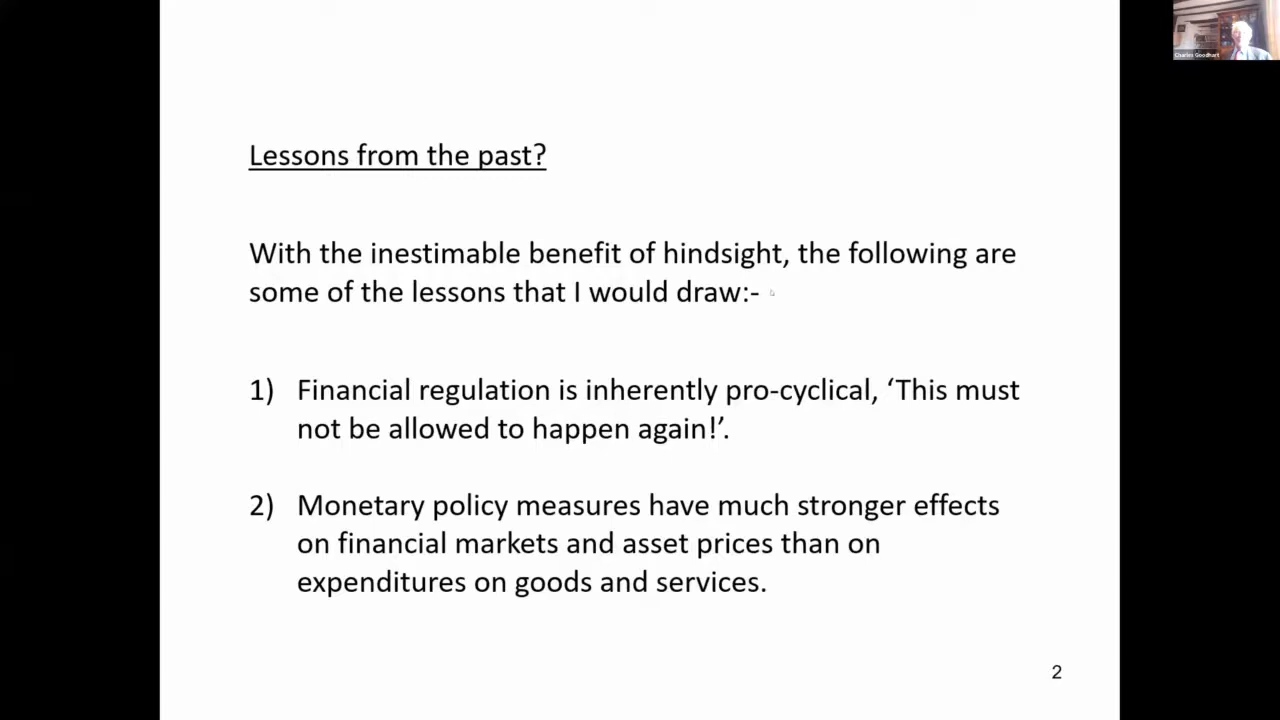 Charles Goodhart
Lessons from the past?
With the inestimable benefit of hindsight, the following are
some of the lessons that I would draw:-
1) Financial regulation is inherently pro-cyclical, ‘This must
not be allowed to happen again!’.
2) Monetary policy measures have much stronger effects
on financial markets and asset prices than on
expenditures on goods and services.
2